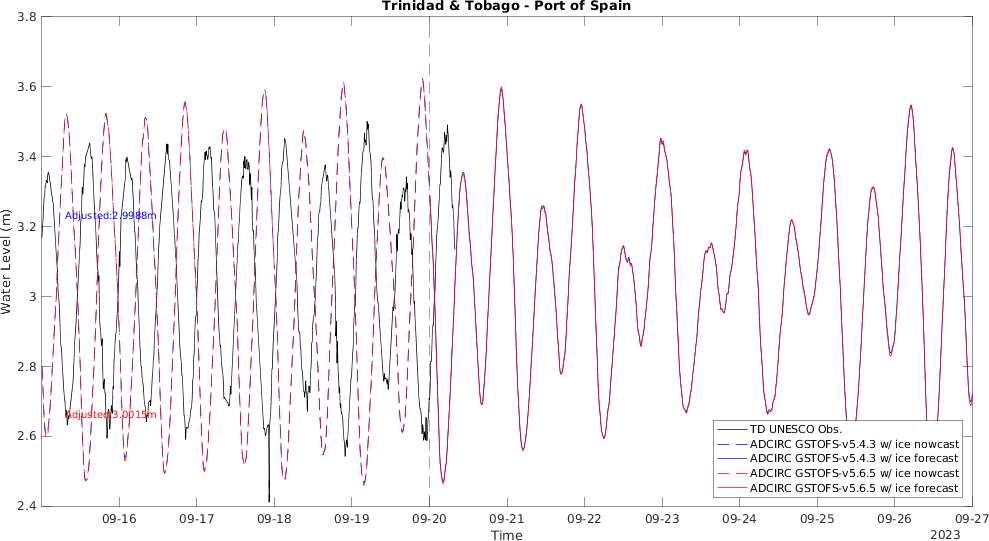 Trinidad & Tobago - Port of Spain
3.8
3.6
3.4
3.2
3
2.8
2.6
2.4
Water Level (m)
Adjusted:2.9988m
Adjusted:3.0015m
TD UNESCO Obs.
ADCIRC GSTOFS-v5.4.3 w/ ice nowcast
ADCIRC GSTOFS-v5.4.3 w/ ice forecast
ADCIRC GSTOFS-v5.6.5 w/ ice nowcast
ADCIRC GSTOFS-v5.6.5 w/ ice forecast
09-16 09-17 09-18 09-19 09-20 09-21 09-22 09-23 09-24 09-25 09-26 09-27
Time
2023